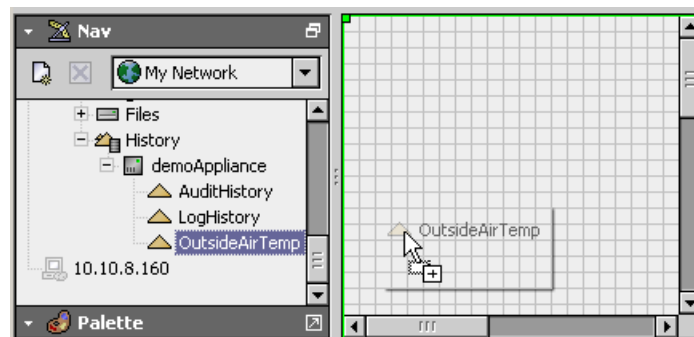 Nav
My Network
Files
History
demoAppliance
AuditHistory
LogHistory
OutsideAirTemp
10.10.8.160
Palette
OutsideAirTemp